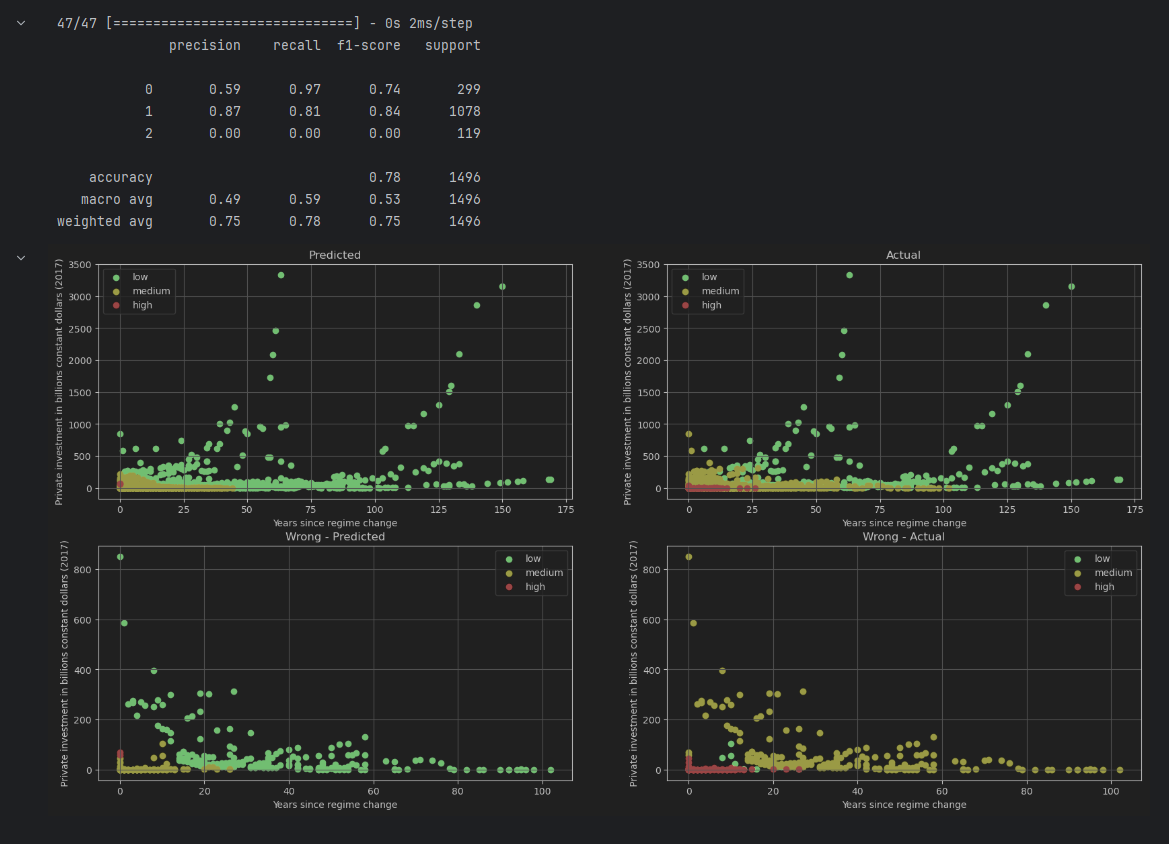 47/47 [==============================] - 0s 2ms/step
precision recall f1-score support
0 0.59 0.97 0.74 299
1 0.87 0.81 0.84 1078
2 0.00 0.00 0.00 119
accuracy 0.78 1496
macro avg 0.49 0.59 0.53 1496
weighted avg 0.75 0.78 0.75 1496
Predicted
Private investment in billions constant dollars (2017)
3500
3000
2500
2000
1500
1000
500
0
low
medium
high
0 25 50 75 100 125 150 175
Years since regime change
Actual
Private investment in billions constant dollars (2017)
3500
3000
2500
2000
1500
1000
500
0
low
medium
high
0 25 50 75 100 125 150 175
Years since regime change
Wrong - Predicted
Private investment in billions constant dollars (2017)
800
600
400
200
0
low
medium
high
0 20 40 60 80 100
Years since regime change
Wrong - Actual
Private investment in billions constant dollars (2017)
800
600
400
200
0
low
medium
high
0 20 40 60 80 100
Years since regime change